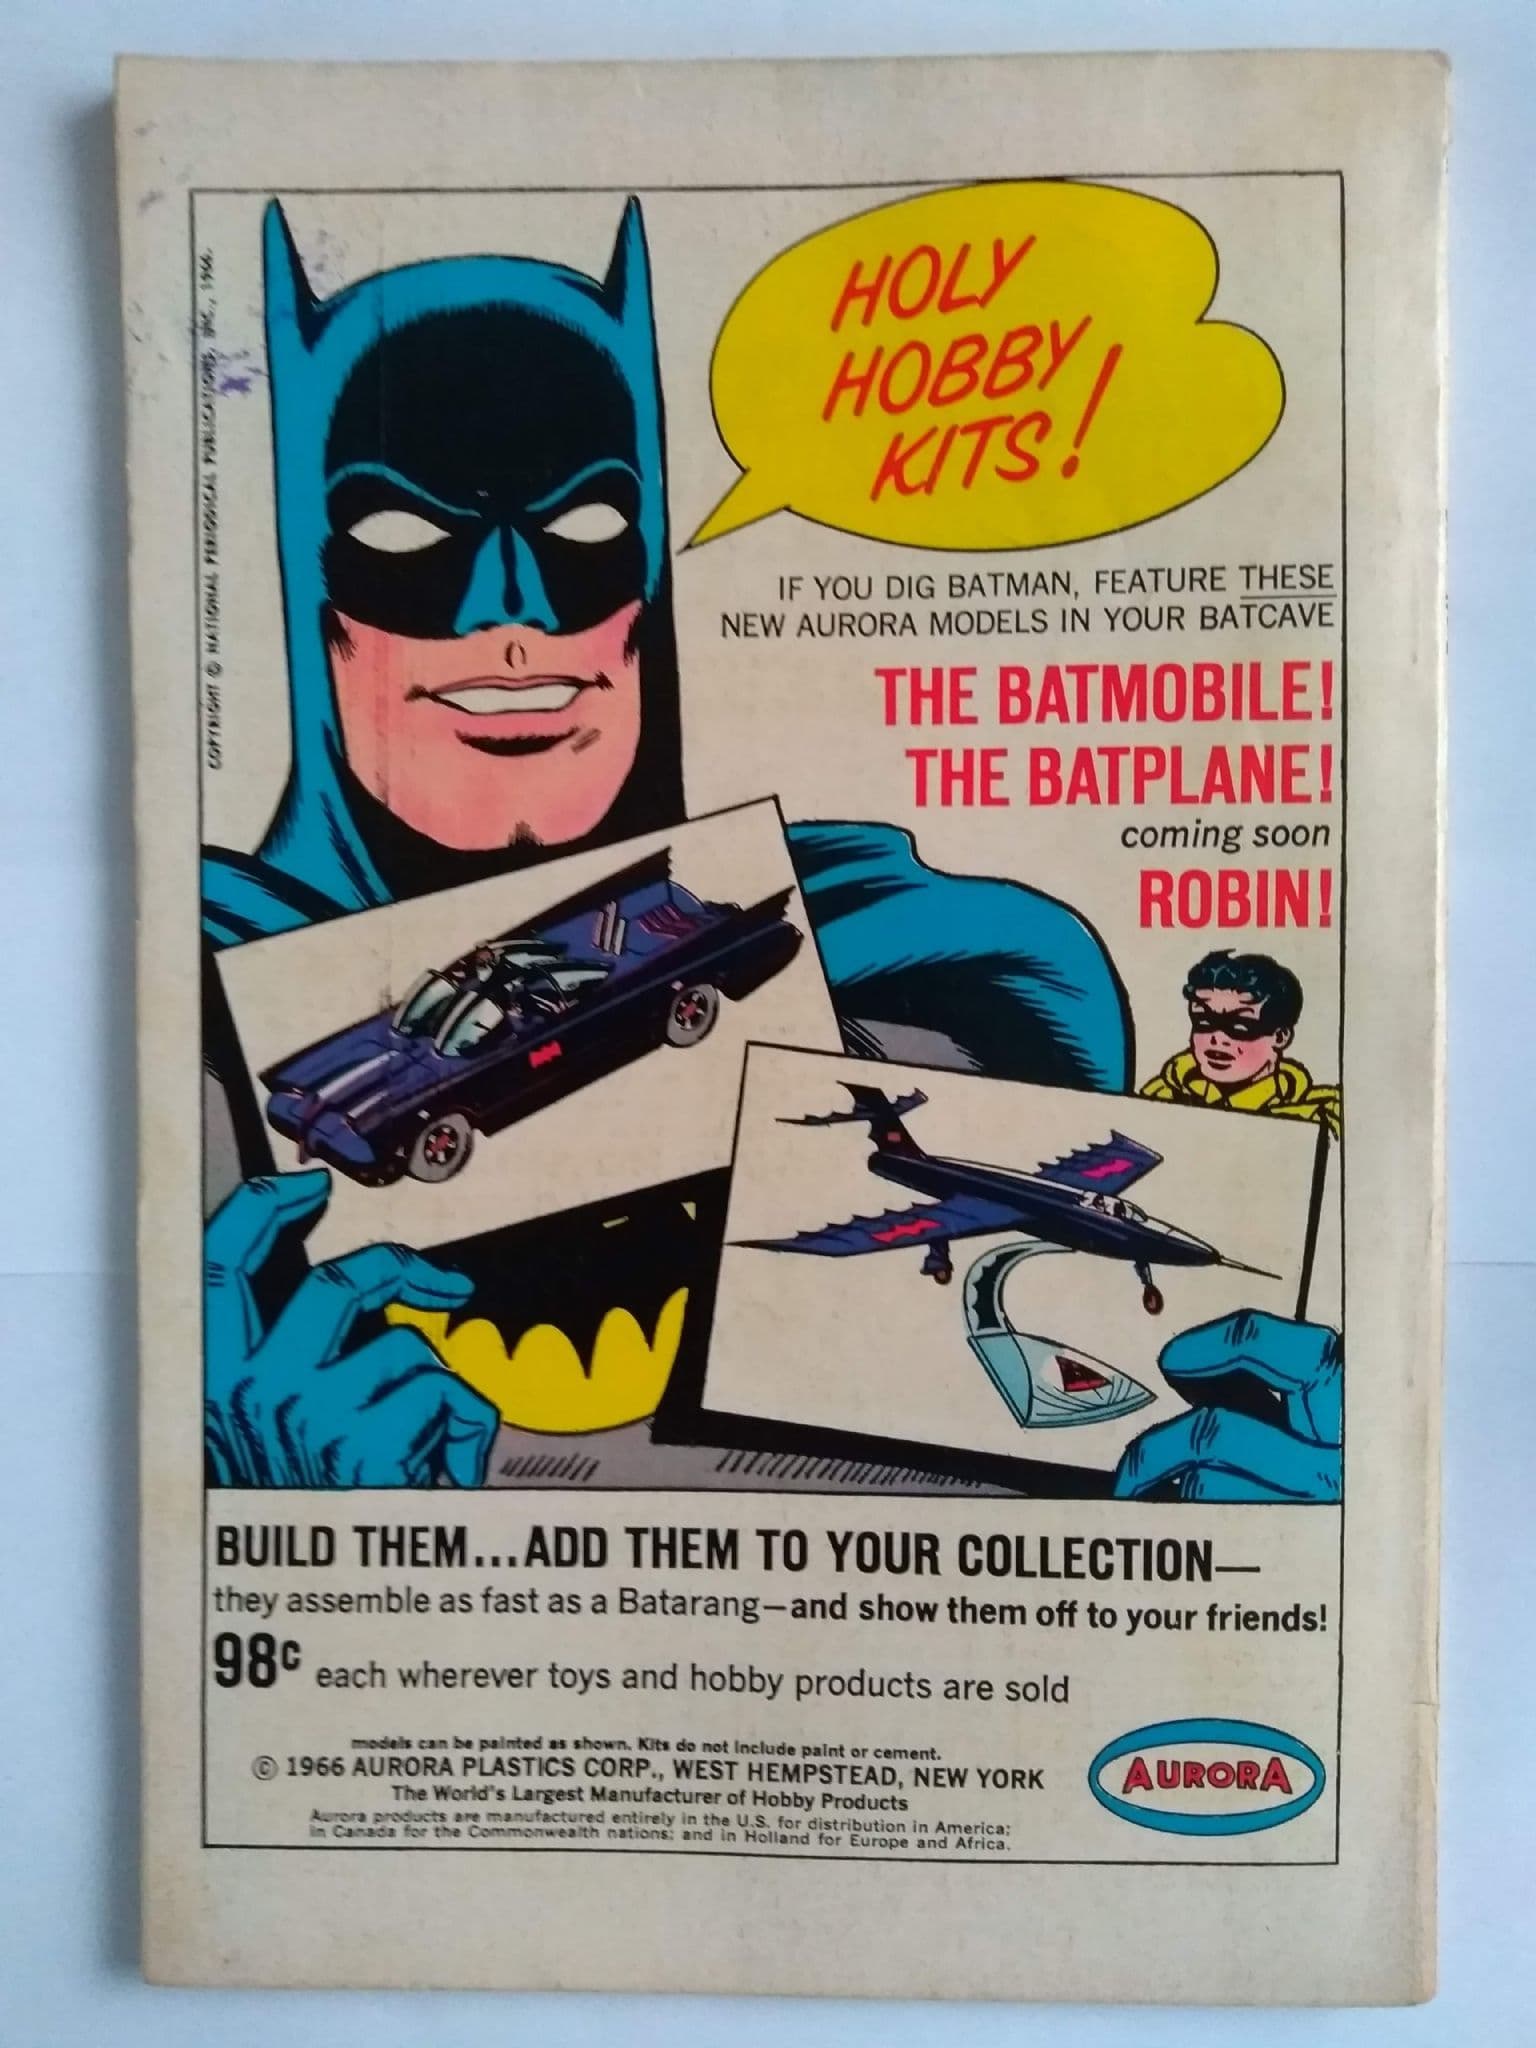 HOLY
HOBBY
KITS!
COPYRIGHT © NATIONAL PERIODICAL PUBLICATIONS, INC., 1966.
IF YOU DIG BATMAN, FEATURE THESE
NEW AURORA MODELS IN YOUR BATCAVE
THE BATMOBILE!
THE BATPLANE!
coming soon
ROBIN!
BUILD THEM...ADD THEM TO YOUR COLLECTION—
they assemble as fast as a Batarang—and show them off to your friends!
98c each wherever toys and hobby products are sold
models can be painted as shown. Kits do not include paint or cement.
© 1966 AURORA PLASTICS CORP., WEST HEMPSTEAD, NEW YORK
The World's Largest Manufacturer of Hobby Products
Aurora products are manufactured entirely in the U.S. for distribution in America;
in Canada for the Commonwealth nations; and in Holland for Europe and Africa.
AURORA